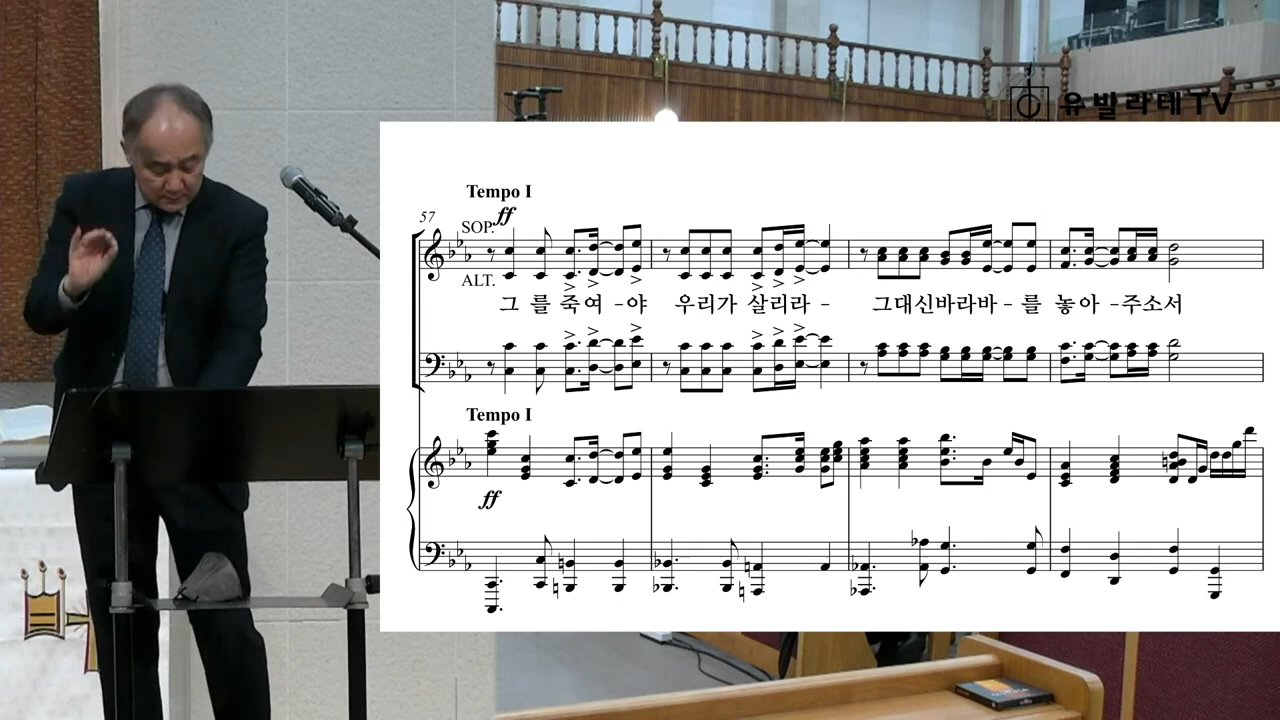 유빌라테TV
Tempo I
57
ff
SOP.
ALT.
그 를 죽여 -야 우리가 살리라 - 그대신바라바 - 를 놓아 -주소서
Tempo I
ff